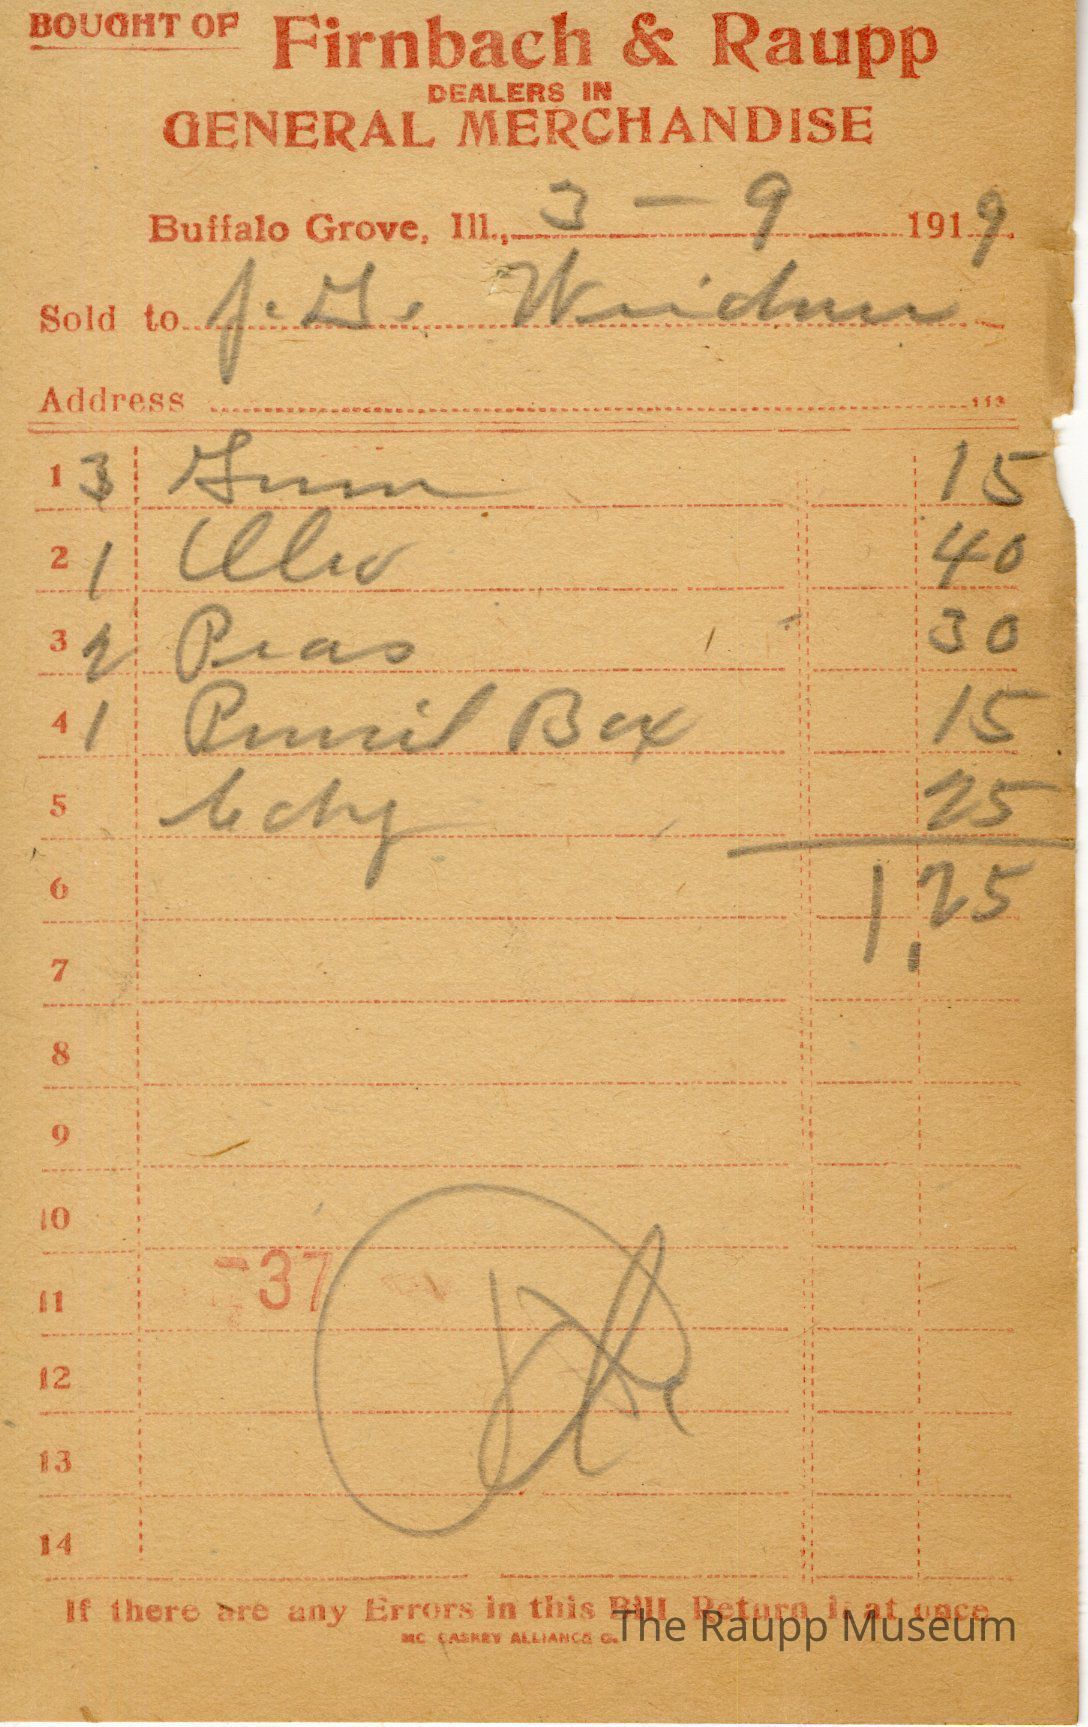 BOUGHT OF Firnbach & Raupp
DEALERS IN
GENERAL MERCHANDISE
Buffalo Grove, Ill., 3 - 9 1919
Sold to J. G. Weidner
Address
113
1 3 Gum 15
2 1 Oleo 40
3 2 Peas 30
4 1 Pencil Box 15
5 25
6 1.25
7
8
9
10
-37
11
12
13
14
If there are any Errors in this Bill Return it at once
MC CASKEY ALLIANCE O.
The Raupp Museum